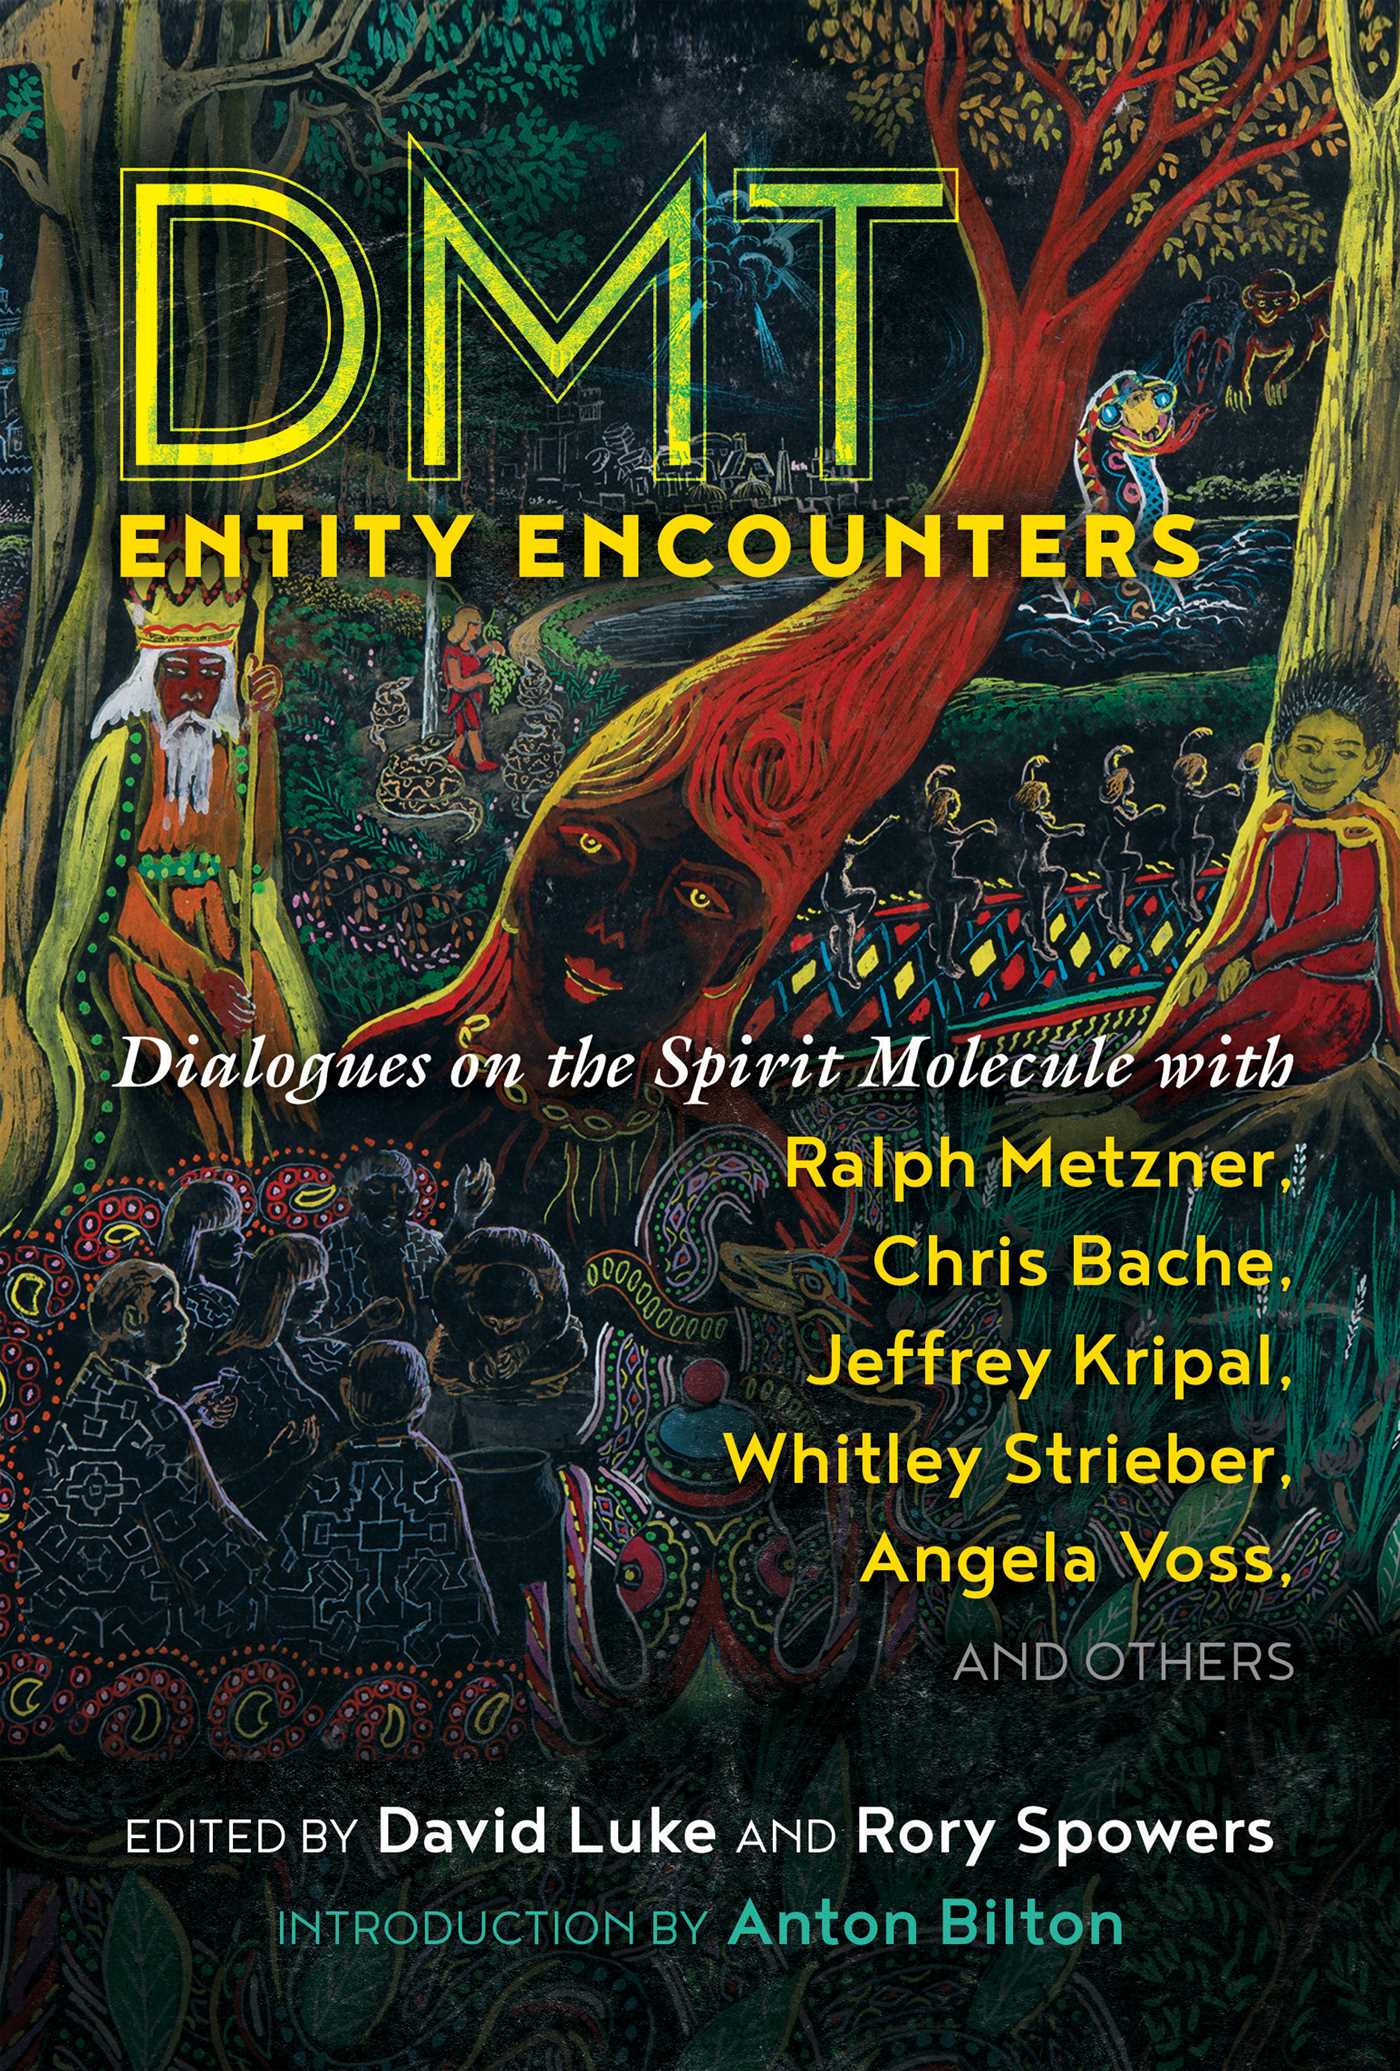 DMT
ENTITY ENCOUNTERS
Dialogues on the Spirit Molecule with
Ralph Metzner,
Chris Bache,
Jeffrey Kripal,
Whitley Strieber,
Angela Voss,
AND OTHERS
EDITED BY David Luke AND Rory Spowers
INTRODUCTION BY Anton Bilton